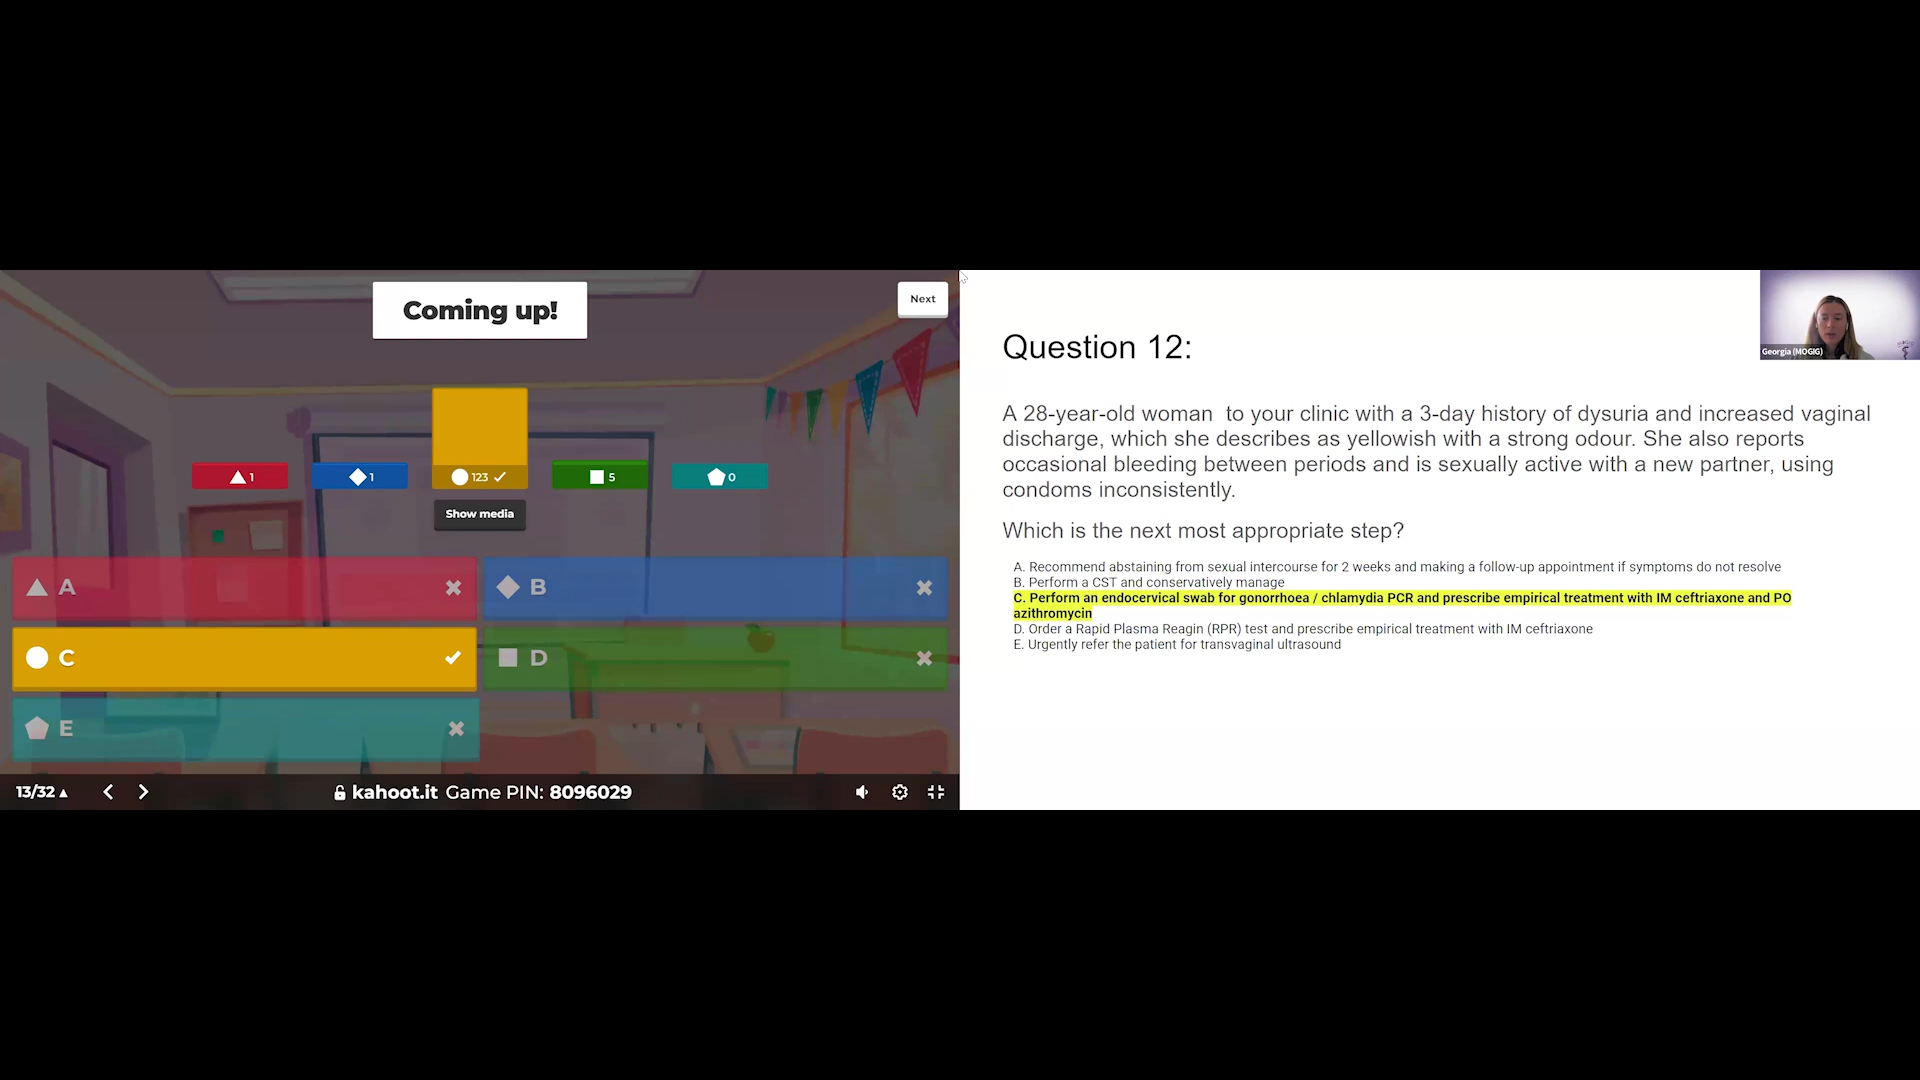 Coming up!
Next
1
1
123
5
0
Show media
A
B
C
D
E
13/32
kahoot.it Game PIN: 8096029
Georgia (MOGIG)
Question 12:
A 28-year-old woman  to your clinic with a 3-day history of dysuria and increased vaginal
discharge, which she describes as yellowish with a strong odour. She also reports
occasional bleeding between periods and is sexually active with a new partner, using
condoms inconsistently.
Which is the next most appropriate step?
A. Recommend abstaining from sexual intercourse for 2 weeks and making a follow-up appointment if symptoms do not resolve
B. Perform a CST and conservatively manage
C. Perform an endocervical swab for gonorrhoea / chlamydia PCR and prescribe empirical treatment with IM ceftriaxone and PO
azithromycin
D. Order a Rapid Plasma Reagin (RPR) test and prescribe empirical treatment with IM ceftriaxone
E. Urgently refer the patient for transvaginal ultrasound